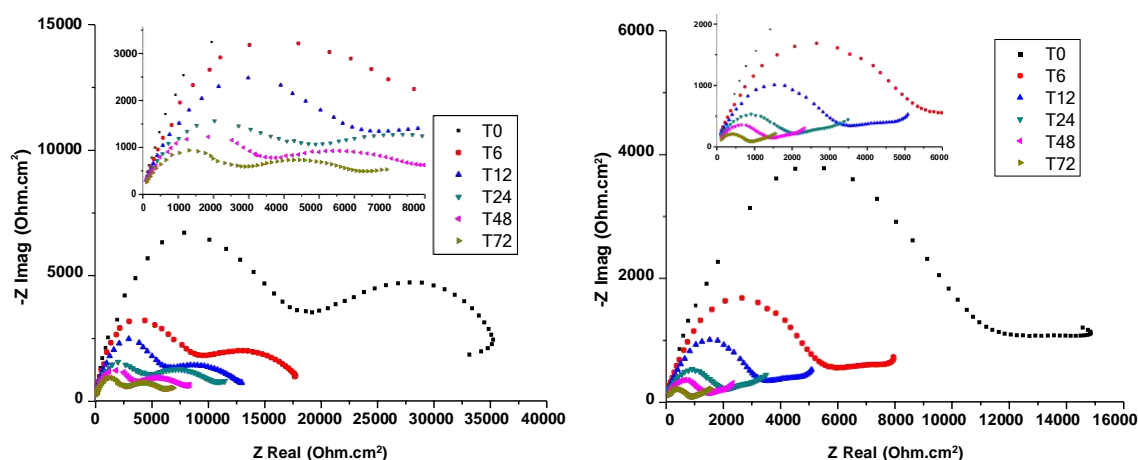 15000
10000
5000
0
-Z Imag (Ohm.cm²)
3000
2000
1000
0
0 1000 2000 3000 4000 5000 6000 7000 8000
T0
T6
T12
T24
T48
T72
0 5000 10000 15000 20000 25000 30000 35000 40000
Z Real (Ohm.cm²)
6000
4000
2000
0
-Z Imag (Ohm.cm²)
2000
1000
0
0 1000 2000 3000 4000 5000 6000
T0
T6
T12
T24
T48
T72
0 2000 4000 6000 8000 10000 12000 14000 16000
Z Real (Ohm.cm²)